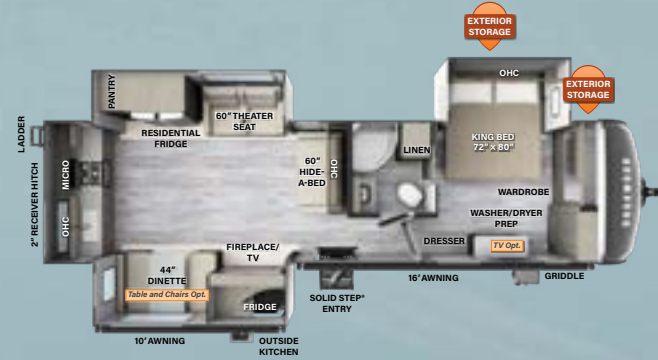 EXTERIOR
STORAGE
OHC
EXTERIOR
STORAGE
PANTRY
60" THEATER
SEAT
RESIDENTIAL
FRIDGE
LADDER
2" RECEIVER HITCH
MICRO
OHC
60"
HIDE-
A-BED
OHC
LINEN
KING BED
72" x 80"
WARDROBE
WASHER/DRYER
PREP
DRESSER
TV Opt.
FIREPLACE/
TV
44"
DINETTE
Table and Chairs Opt.
FRIDGE
SOLID STEP®
ENTRY
16' AWNING
GRIDDLE
10' AWNING
OUTSIDE
KITCHEN